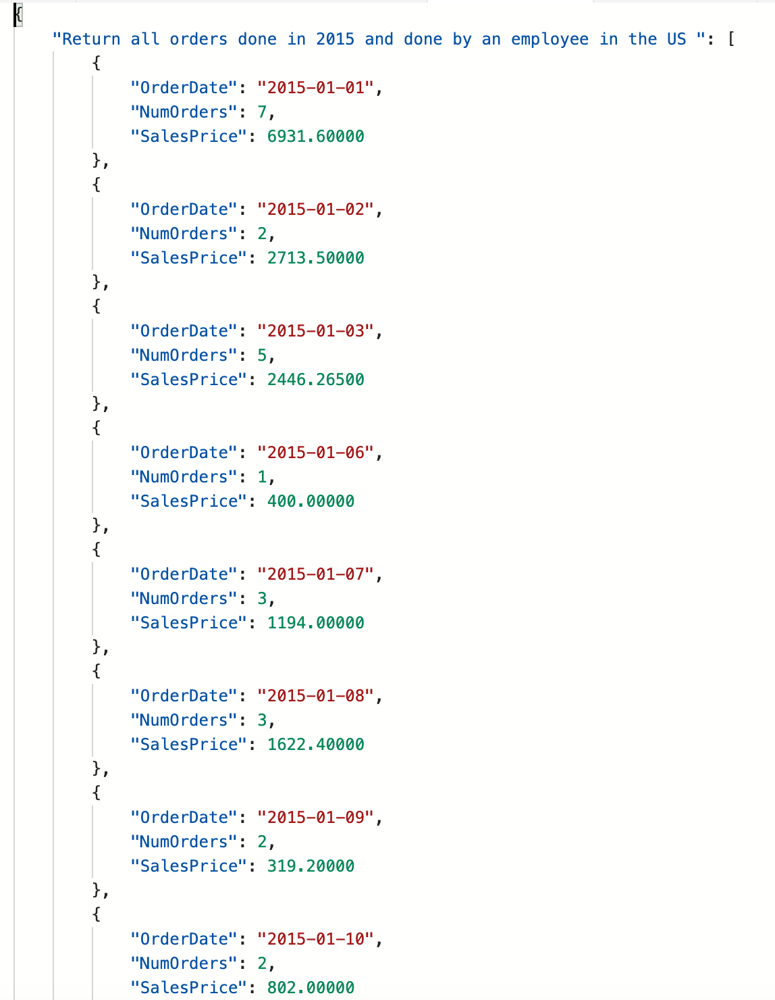 {
    "Return all orders done in 2015 and done by an employee in the US ": [
        {
            "OrderDate": "2015-01-01",
            "NumOrders": 7,
            "SalesPrice": 6931.60000
        },
        {
            "OrderDate": "2015-01-02",
            "NumOrders": 2,
            "SalesPrice": 2713.50000
        },
        {
            "OrderDate": "2015-01-03",
            "NumOrders": 5,
            "SalesPrice": 2446.26500
        },
        {
            "OrderDate": "2015-01-06",
            "NumOrders": 1,
            "SalesPrice": 400.00000
        },
        {
            "OrderDate": "2015-01-07",
            "NumOrders": 3,
            "SalesPrice": 1194.00000
        },
        {
            "OrderDate": "2015-01-08",
            "NumOrders": 3,
            "SalesPrice": 1622.40000
        },
        {
            "OrderDate": "2015-01-09",
            "NumOrders": 2,
            "SalesPrice": 319.20000
        },
        {
            "OrderDate": "2015-01-10",
            "NumOrders": 2,
            "SalesPrice": 802.00000